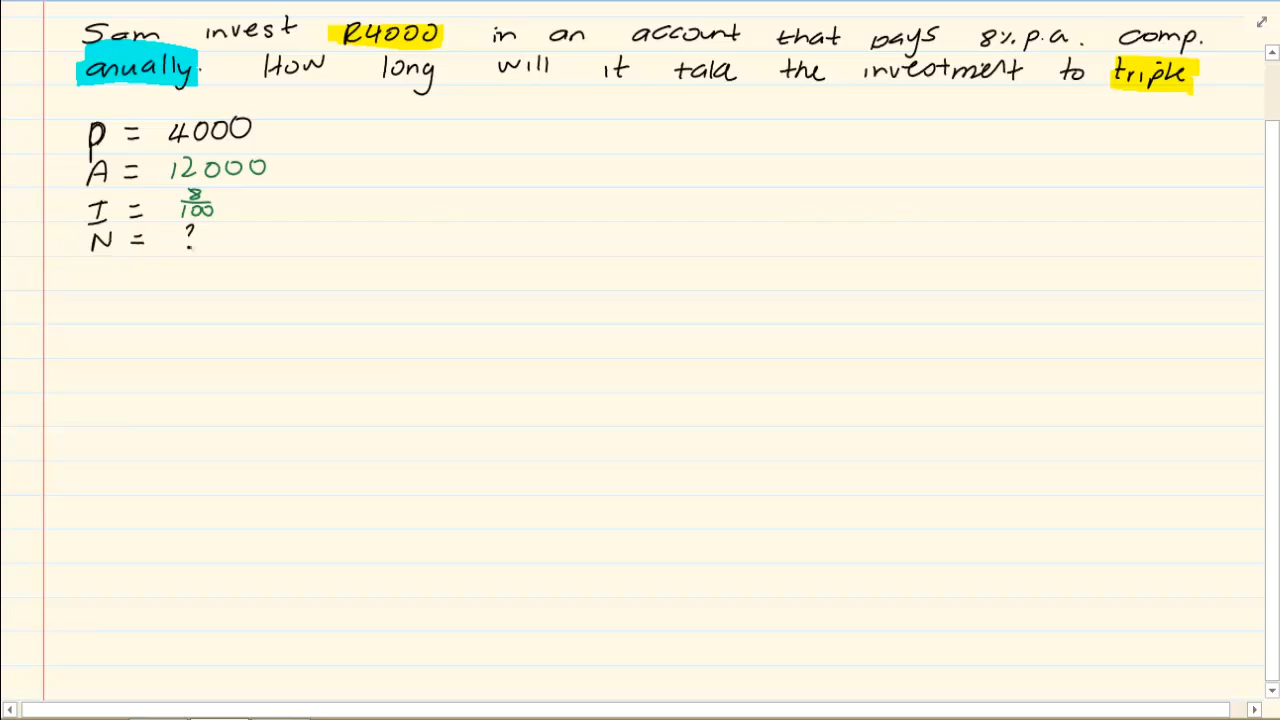 Sam invest R4000 in an account that pays 8% p.a. comp.
anually. How long will it take the investment to triple
P = 4000
A = 12000
I = 8/100
N = ?